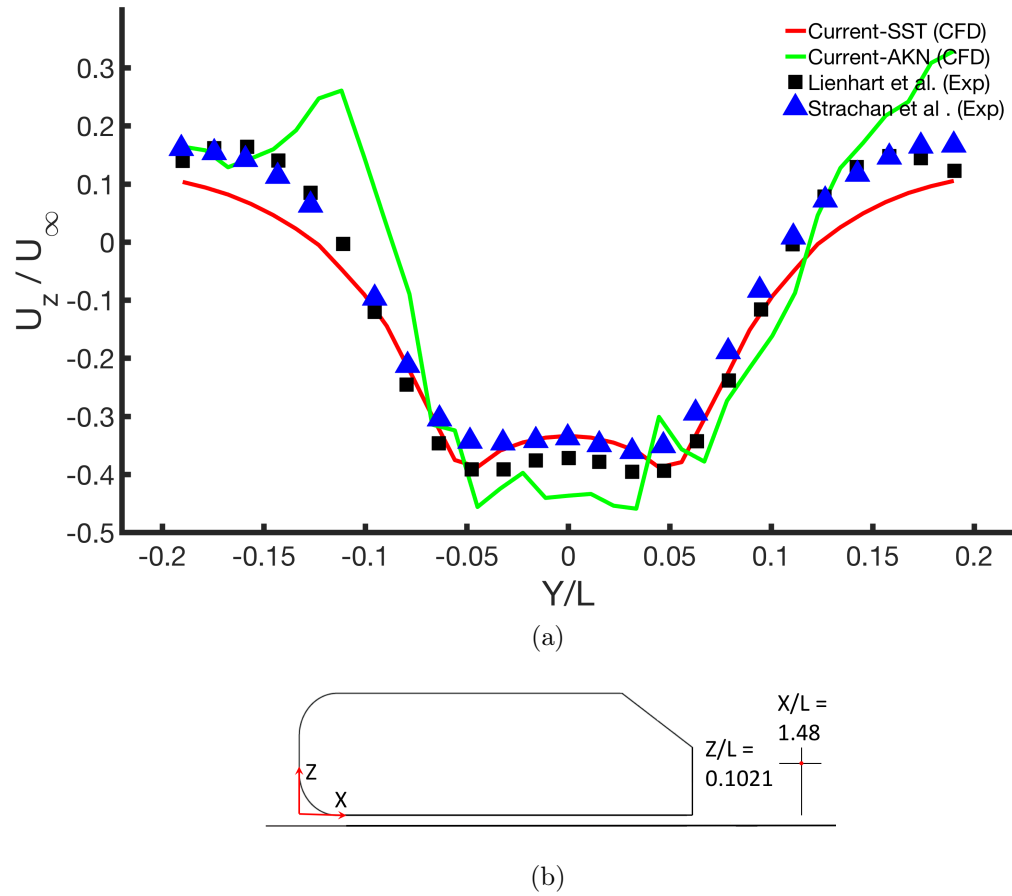 Current-SST (CFD)
Current-AKN (CFD)
Lienhart et al. (Exp)
Strachan et al . (Exp)
0.3
0.2
0.1
0
-0.1
-0.2
-0.3
-0.4
-0.5
U_z / U_∞
-0.2 -0.15 -0.1 -0.05 0 0.05 0.1 0.15 0.2
Y/L
(a)
X/L =
1.48
Z/L =
0.1021
Z
X
(b)